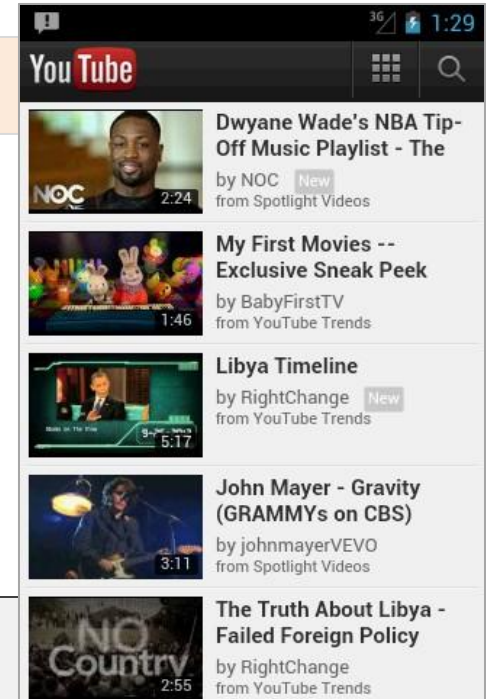 3G 1:29
YouTube
Dwyane Wade's NBA Tip-
Off Music Playlist - The
by NOC New
from Spotlight Videos
NOC
2:24
My First Movies --
Exclusive Sneak Peek
by BabyFirstTV
from YouTube Trends
1:46
Libya Timeline
by RightChange New
from YouTube Trends
5:17
John Mayer - Gravity
(GRAMMYs on CBS)
by johnmayerVEVO
from Spotlight Videos
3:11
The Truth About Libya -
Failed Foreign Policy
by RightChange
from YouTube Trends
NO
Country
2:55